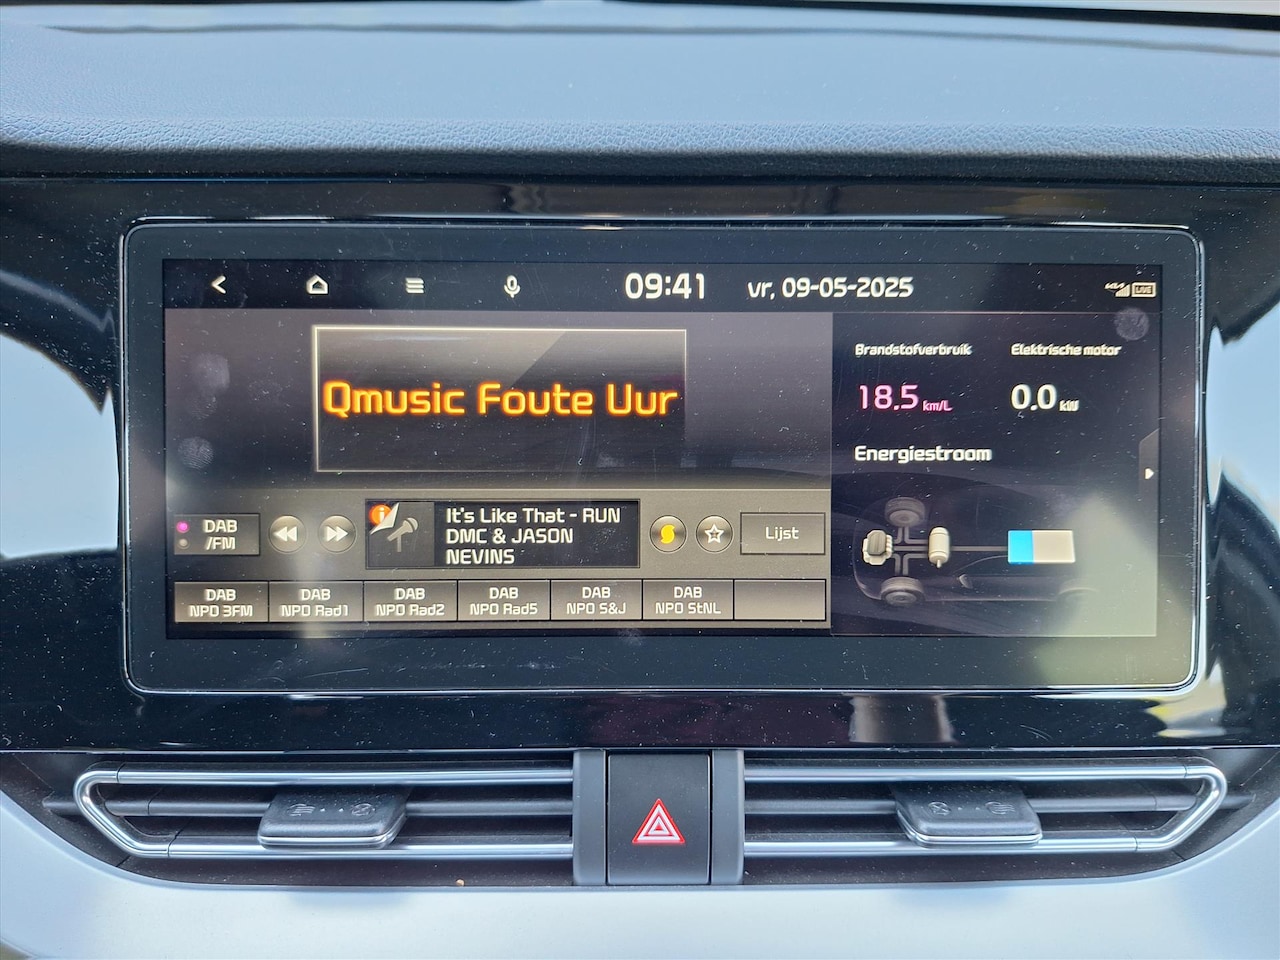 09:41
vr, 09-05-2025
KIA LIVE
Qmusic Foute Uur
Brandstofverbruik
18.5 km/L
Elektrische motor
0.0 kW
Energiestroom
DAB
/FM
It's Like That - RUN
DMC & JASON
NEVINS
Lijst
DAB
NPO 3FM
DAB
NPO Rad1
DAB
NPO Rad2
DAB
NPO Rad5
DAB
NPO S&J
DAB
NPO StNL